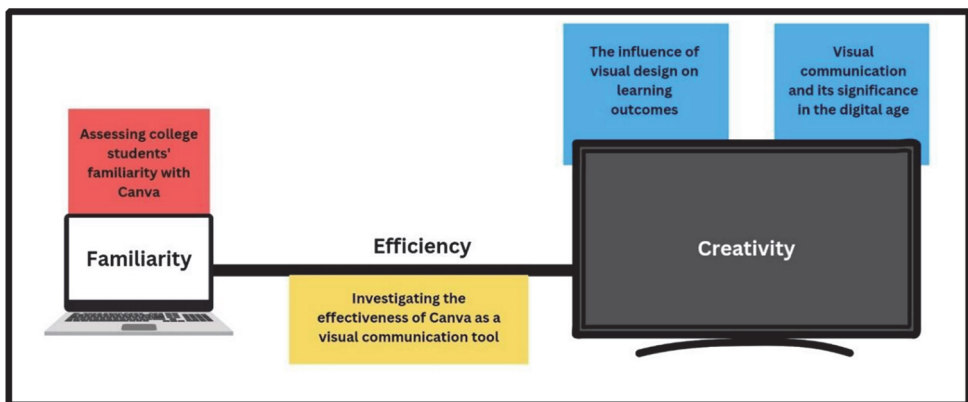 The influence of
visual design on
learning
outcomes
Visual
communication
and its significance
in the digital age
Assessing college
students'
familiarity with
Canva
Familiarity
Efficiency
Creativity
Investigating the
effectiveness of Canva as a
visual communication tool